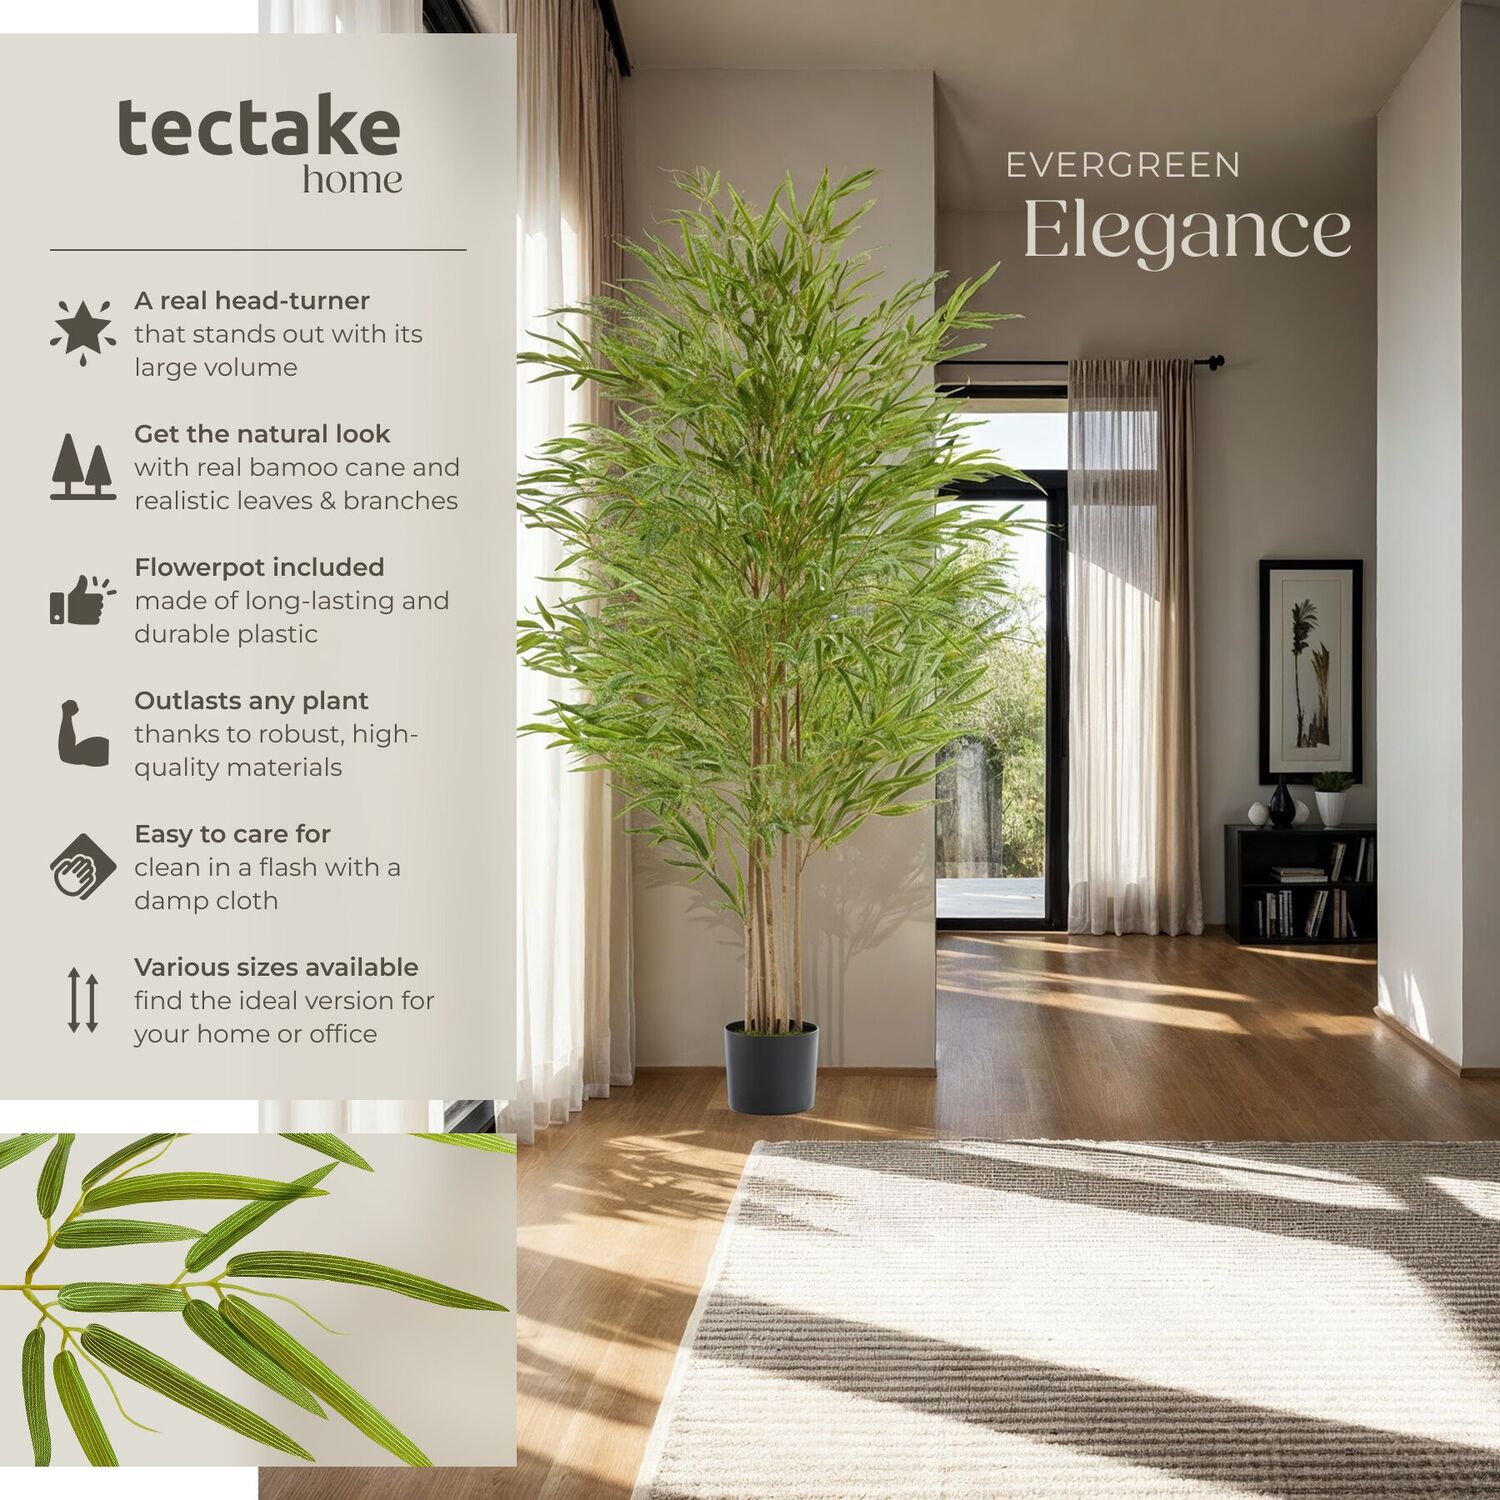 tectake
home
A real head-turner
that stands out with its
large volume
Get the natural look
with real bamoo cane and
realistic leaves & branches
Flowerpot included
made of long-lasting and
durable plastic
Outlasts any plant
thanks to robust, high-
quality materials
Easy to care for
clean in a flash with a
damp cloth
Various sizes available
find the ideal version for
your home or office
EVERGREEN
Elegance